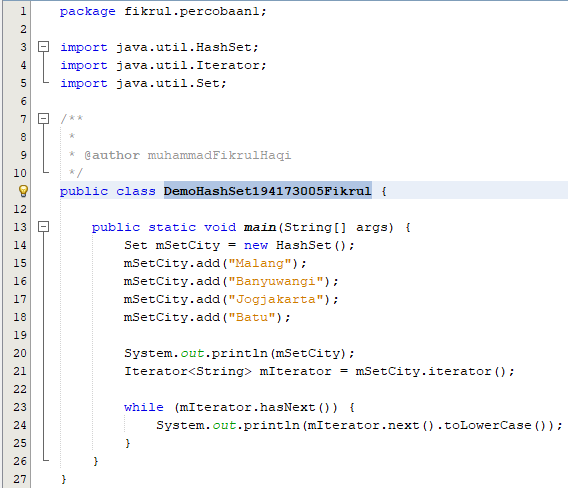 1 package fikrul.percobaan1;
2
3 import java.util.HashSet;
4 import java.util.Iterator;
5 import java.util.Set;
6
7 /**
8  *
9  * @author muhammadFikrulHaqi
10  */
public class DemoHashSet194173005Fikrul {
12
13     public static void main(String[] args) {
14         Set mSetCity = new HashSet();
15         mSetCity.add("Malang");
16         mSetCity.add("Banyuwangi");
17         mSetCity.add("Jogjakarta");
18         mSetCity.add("Batu");
19
20         System.out.println(mSetCity);
21         Iterator<String> mIterator = mSetCity.iterator();
22
23         while (mIterator.hasNext()) {
24             System.out.println(mIterator.next().toLowerCase());
25         }
26     }
27 }